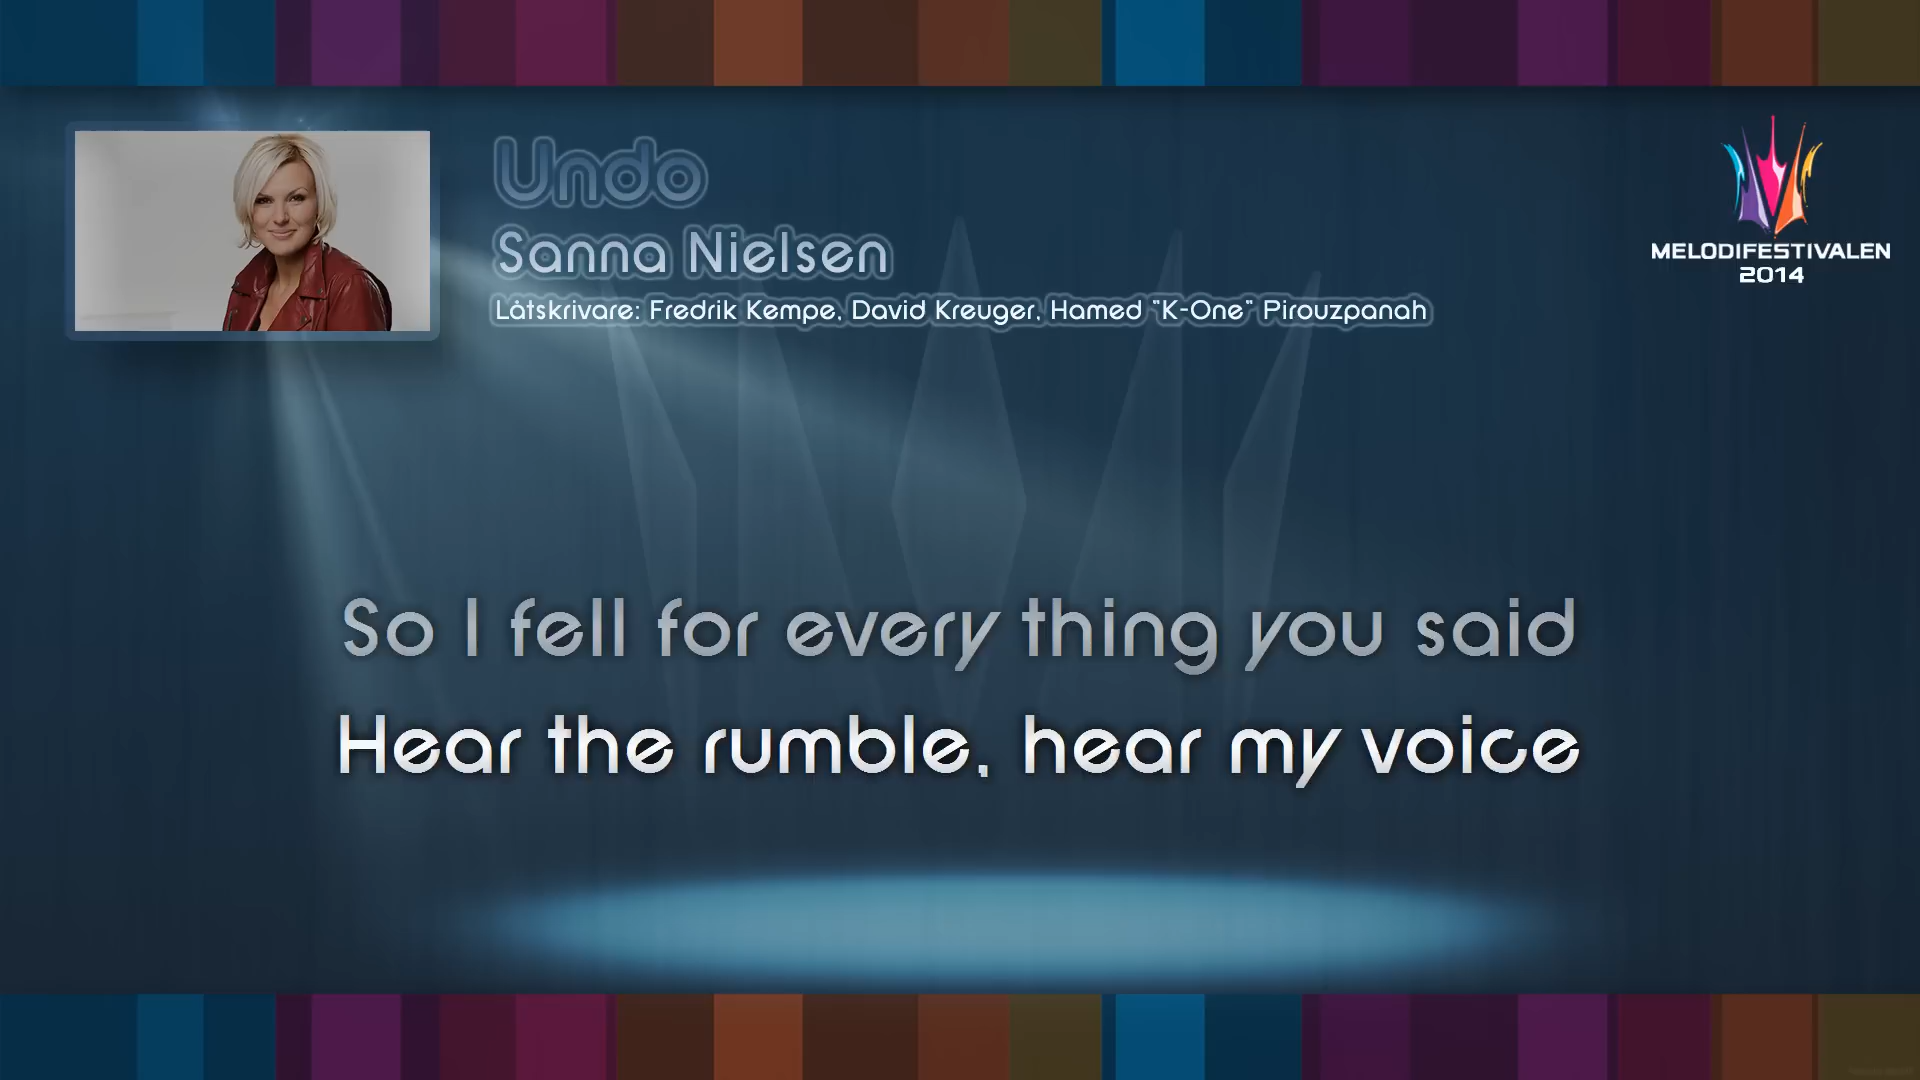 Undo
Sanna Nielsen
Låtskrivare: Fredrik Kempe, David Kreuger, Hamed "K-One" Pirouzpanah
MELODIFESTIVALEN
2014
So I fell for every thing you said
Hear the rumble, hear my voice